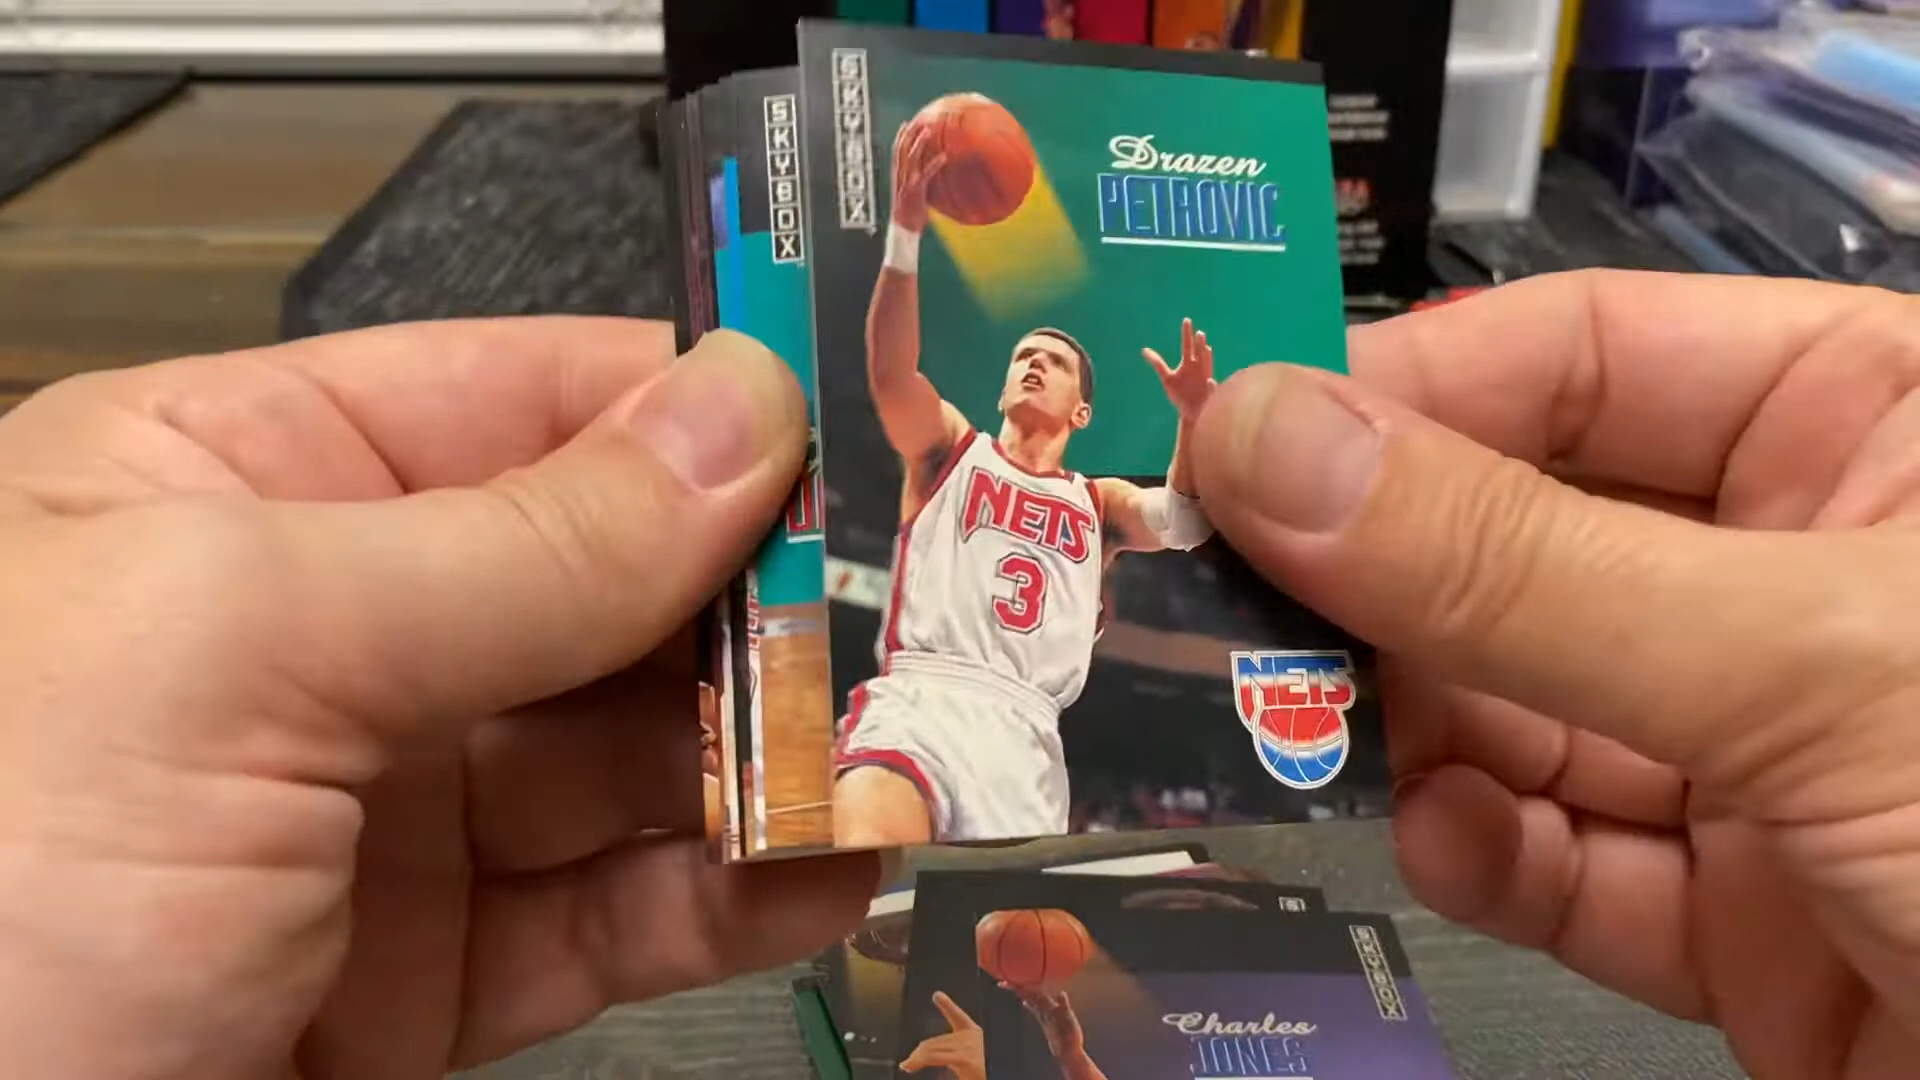 SKYBOX
SKYBOX
Drazen
PETROVIC
NETS
3
NETS
SKYBOX
Charles
JONES